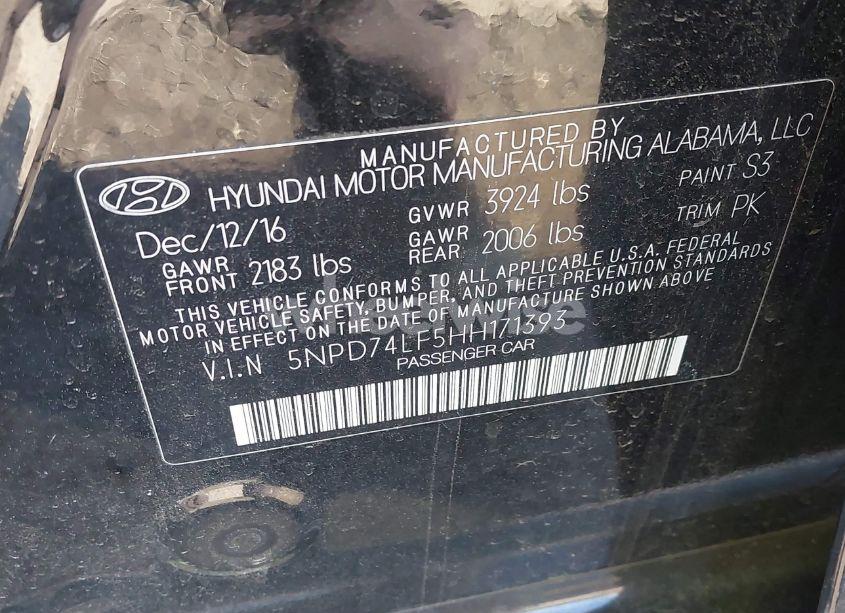 MANUFACTURED BY
HYUNDAI MOTOR MANUFACTURING ALABAMA, LLC
Dec/12/16 GVWR 3924 lbs PAINT S3
GAWR FRONT 2183 lbs GAWR REAR 2006 lbs TRIM PK
THIS VEHICLE CONFORMS TO ALL APPLICABLE U.S.A. FEDERAL
MOTOR VEHICLE SAFETY, BUMPER, AND THEFT PREVENTION STANDARDS
IN EFFECT ON THE DATE OF MANUFACTURE SHOWN ABOVE
V.I.N 5NPD74LF5HH171393
PASSENGER CAR